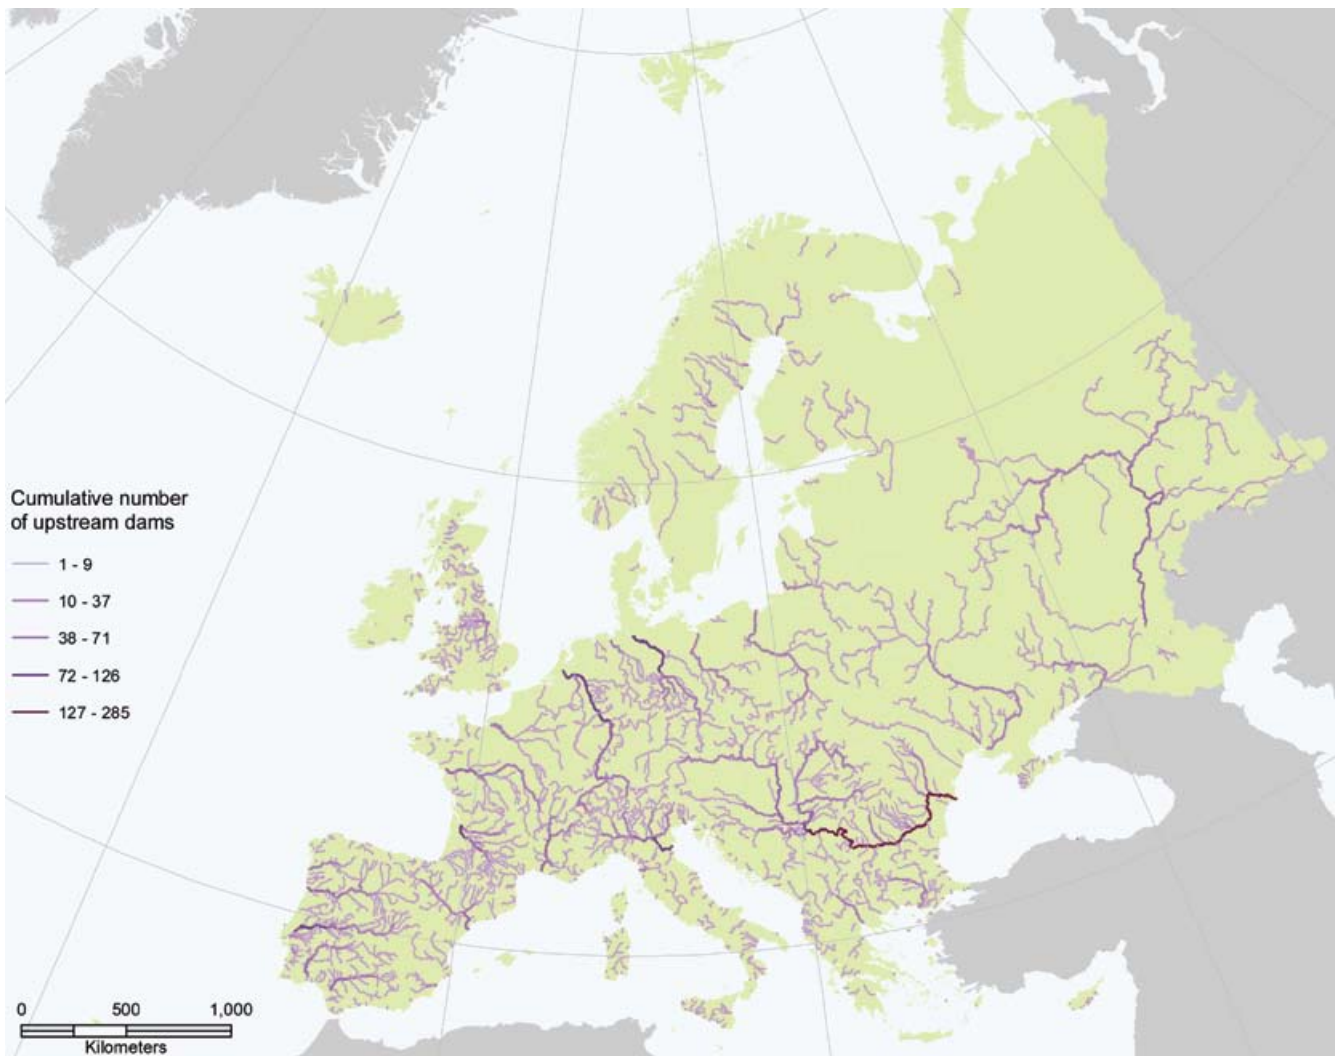 Cumulative number
of upstream dams
1 - 9
10 - 37
38 - 71
72 - 126
127 - 285
0 500 1,000
Kilometers